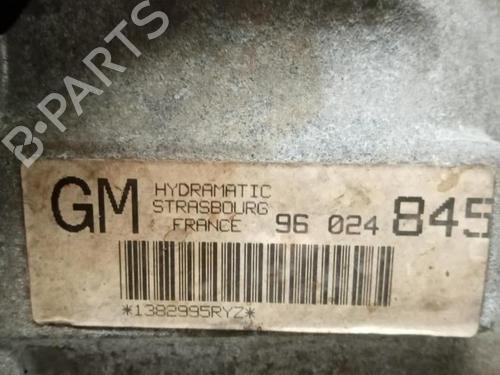 B-PARTS
GM HYDRAMATIC
STRASBOURG
FRANCE 96 024 845
*1382995RYZ*